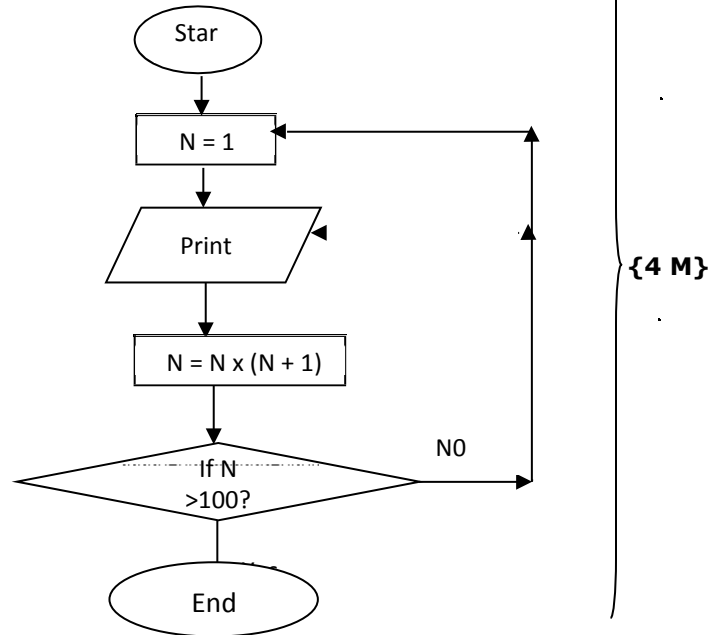 Star
N = 1
Print
{4 M}
N = N x (N + 1)
N0
If N
>100?
End